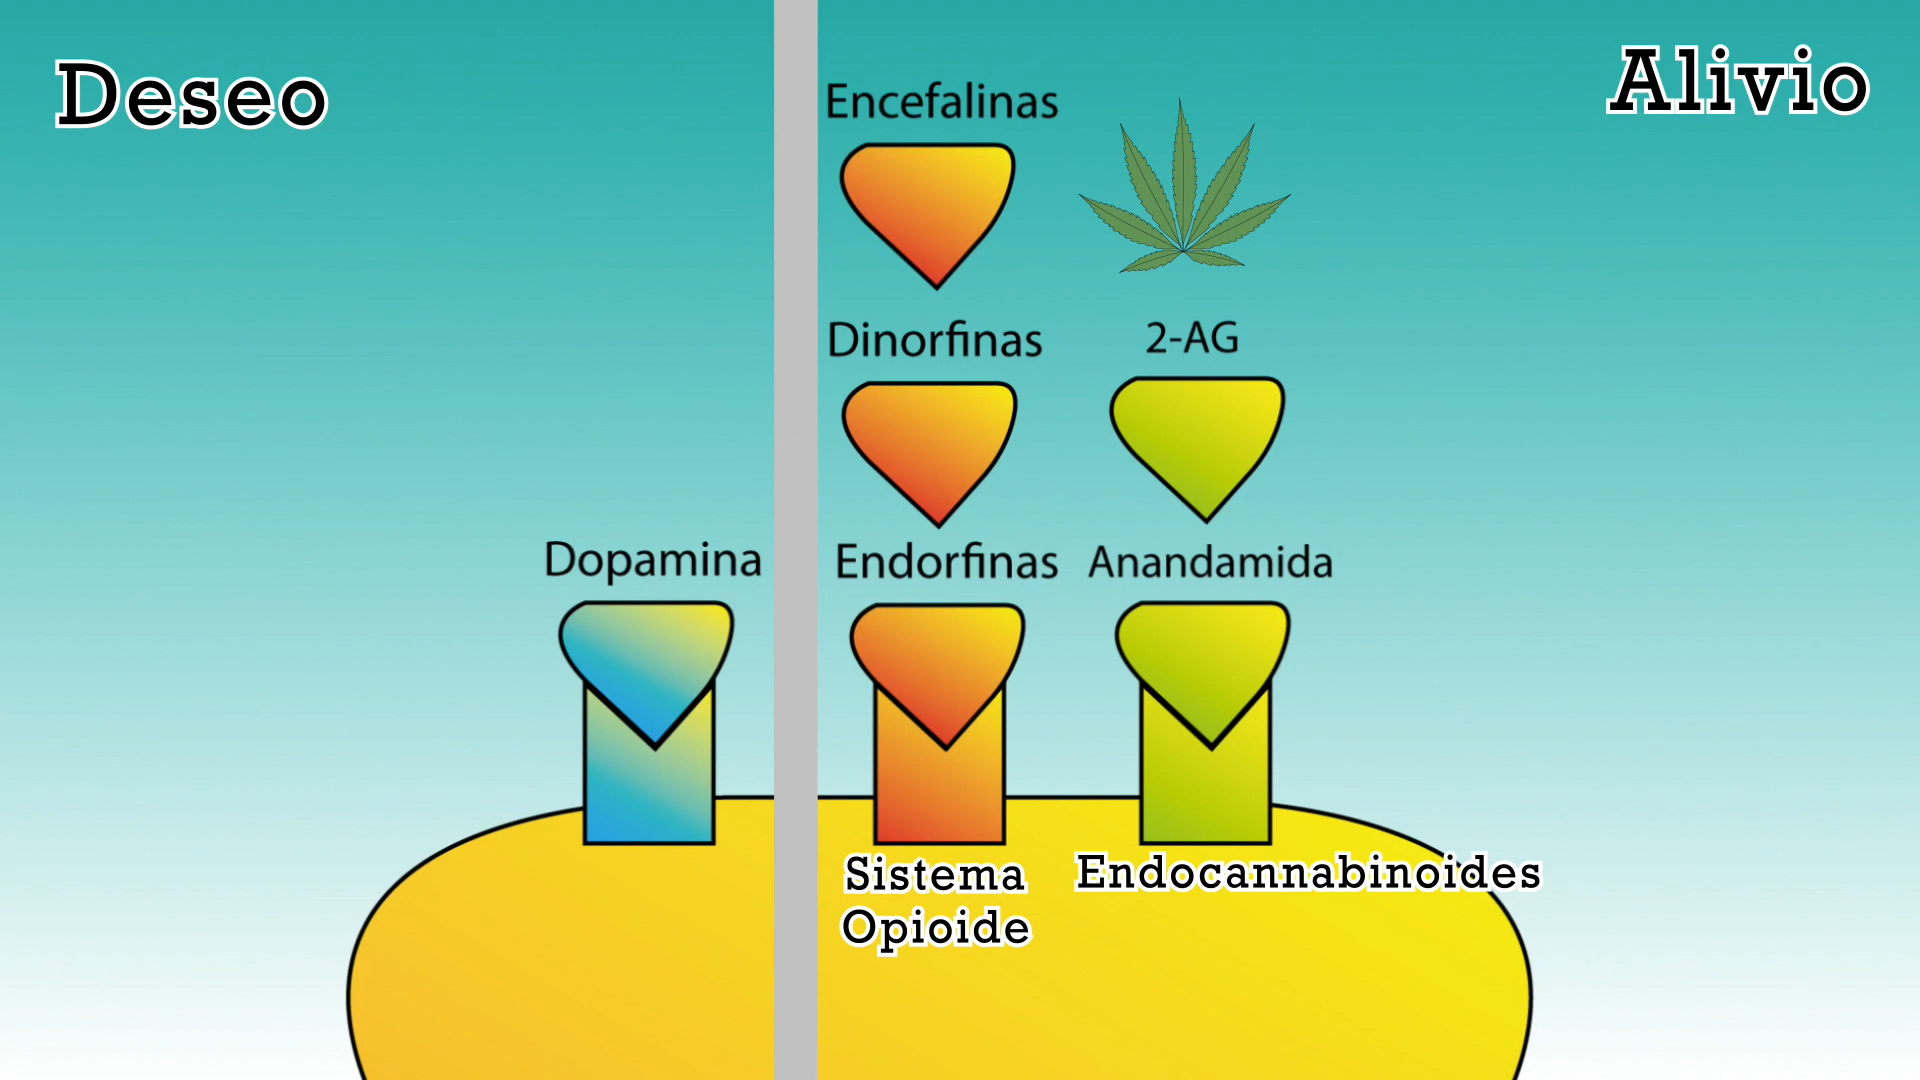 Deseo
Alivio
Encefalinas
Dinorfinas
2-AG
Dopamina
Endorfinas
Anandamida
Sistema
Opioide
Endocannabinoides